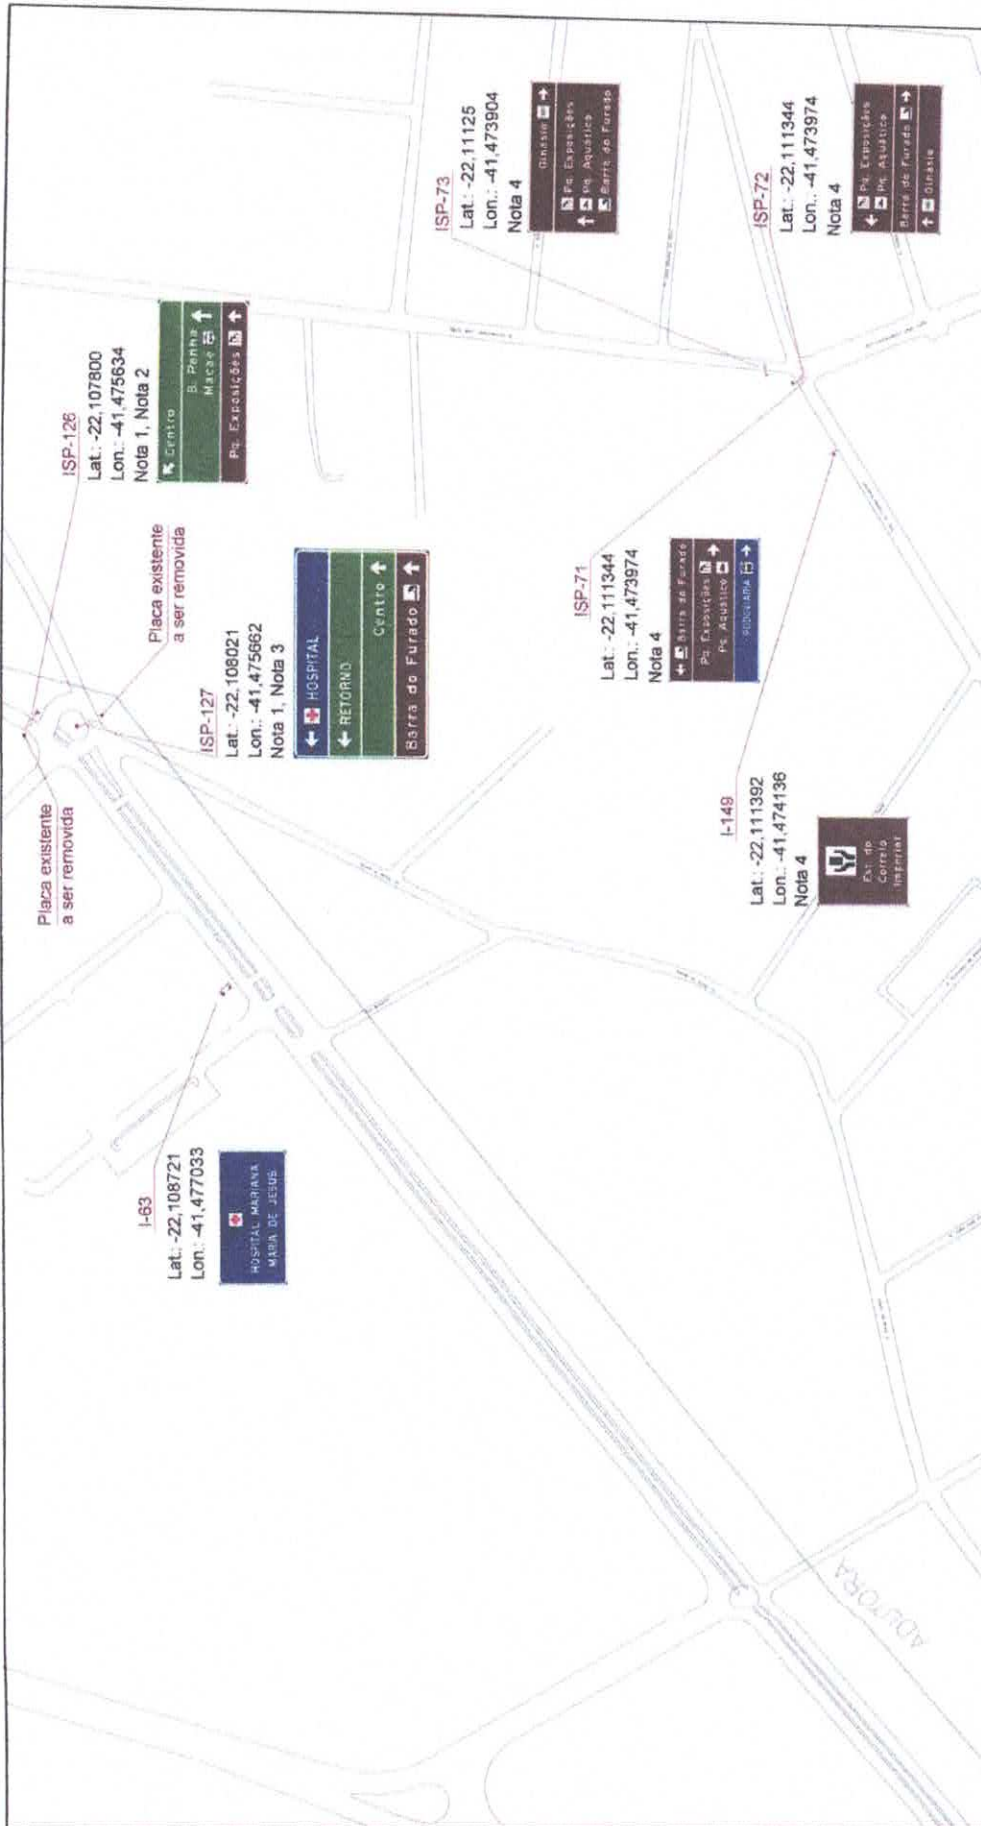 Placa existente
a ser removida
ISP-126
Lat.: -22,107800
Lon.: -41,475634
Nota 1, Nota 2
Centro
B. Penha
Macaé
Pq. Exposições
Placa existente
a ser removida
ISP-127
Lat.: -22,108021
Lon.: -41,475662
Nota 1, Nota 3
HOSPITAL
RETORNO
Centro
Barra do Furado
I-63
Lat.: -22,108721
Lon.: -41,477033
HOSPITAL MARIANA
MARIA DE JESUS
ISP-73
Lat.: -22,11125
Lon.: -41,473904
Nota 4
Ginásio
Pq. Exposições
Pq. Aquático
Barra do Furado
ISP-71
Lat.: -22,111344
Lon.: -41,473974
Nota 4
Barra do Furado
Pq. Exposições
Pq. Aquático
RODOVIÁRIA
ISP-72
Lat.: -22,111344
Lon.: -41,473974
Nota 4
Pq. Exposições
Pq. Aquático
Barra do Furado
Ginásio
I-149
Lat.: -22,111392
Lon.: -41,474136
Nota 4
Est. do
Correio
Imperial
ADUTORA